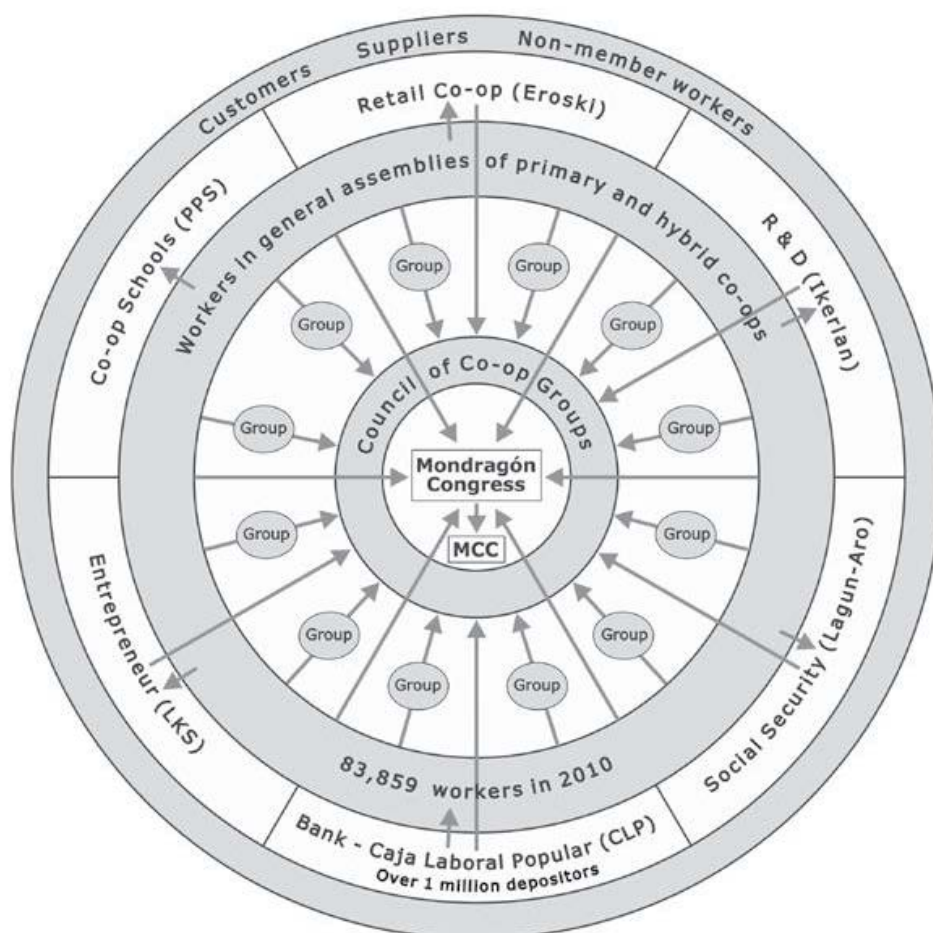 Customers Suppliers Non-member workers
Retail Co-op (Eroski)
Co-op Schools (PPS)
R & D (Ikerlan)
Workers in general assemblies of primary and hybrid co-ops
Group
Group
Group
Group
Council of Co-op Groups
Group
Group
Mondragón
Congress
MCC
Group
Group
Group
Group
Group
Group
Entrepreneur (LKS)
Social Security (Lagun-Aro)
83,859 workers in 2010
Bank - Caja Laboral Popular (CLP)
Over 1 million depositors